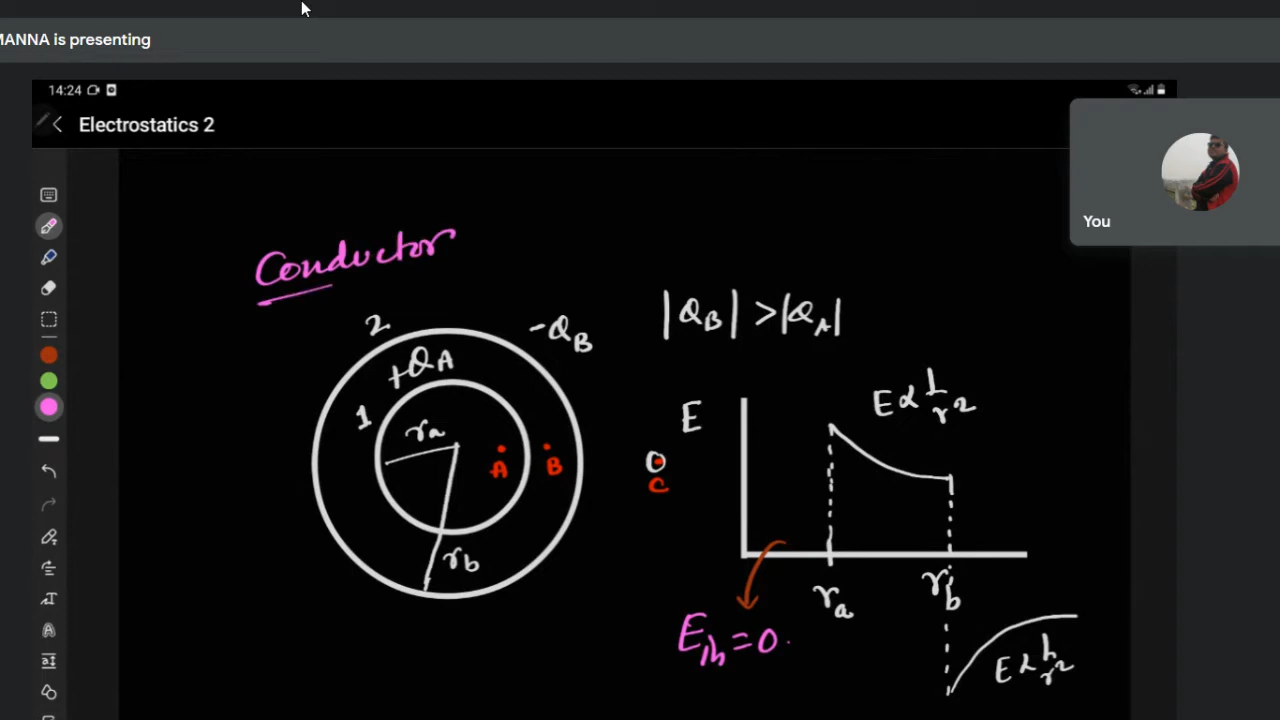 MANNA is presenting
14:24
Electrostatics 2
You
Conductor
2
-QB
|QB| >|QA|
+QA
1
ra
A
B
C
rb
E
E ∝ 1/r2
ra
rb
Ein = 0
E ∝ 1/r2